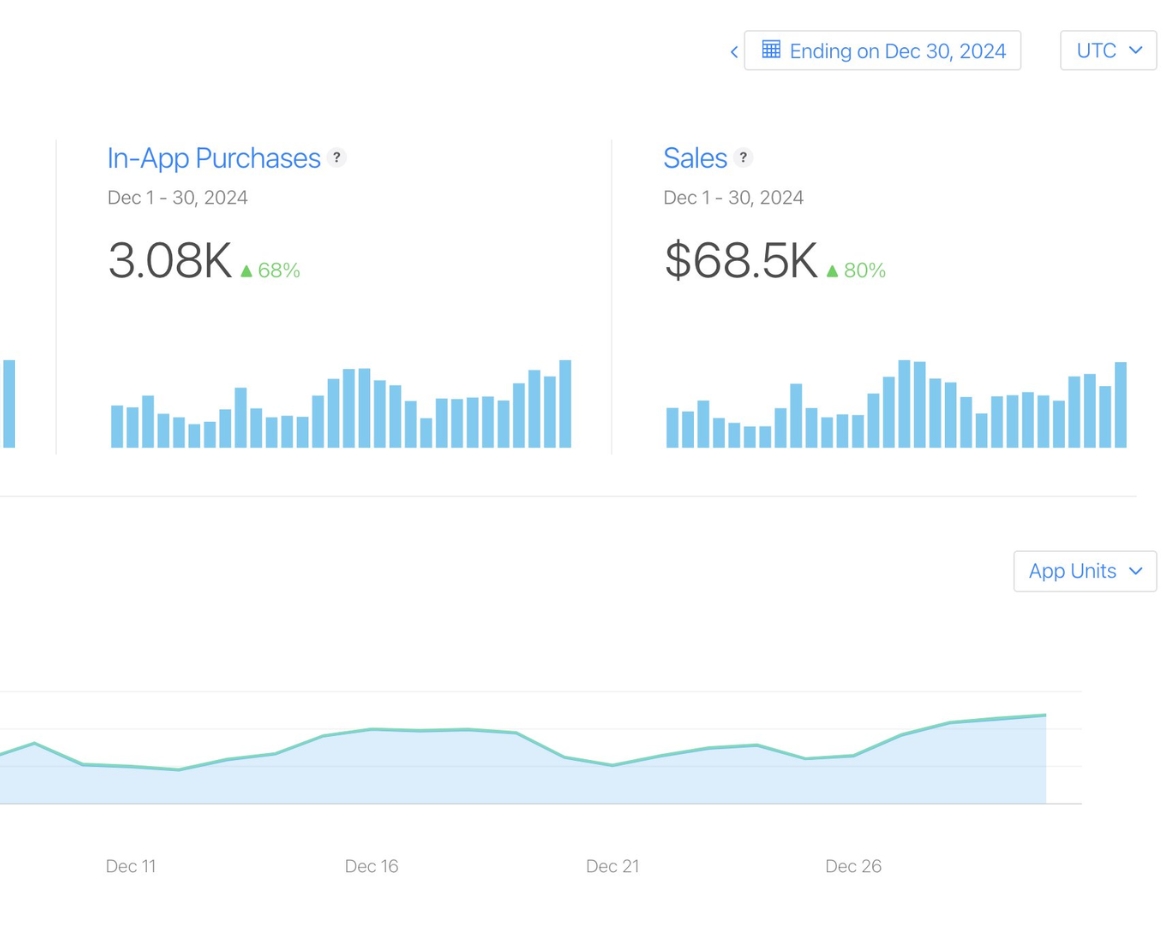 Ending on Dec 30, 2024
UTC
In-App Purchases ?
Dec 1 - 30, 2024
3.08K 68%
Sales ?
Dec 1 - 30, 2024
$68.5K 80%
App Units
Dec 11
Dec 16
Dec 21
Dec 26